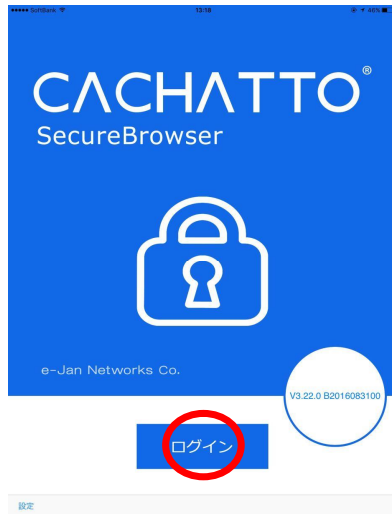 SoftBank 13:18 46%
CACHATTO®
SecureBrowser
e-Jan Networks Co.
V3.22.0 B2016083100
ログイン
設定